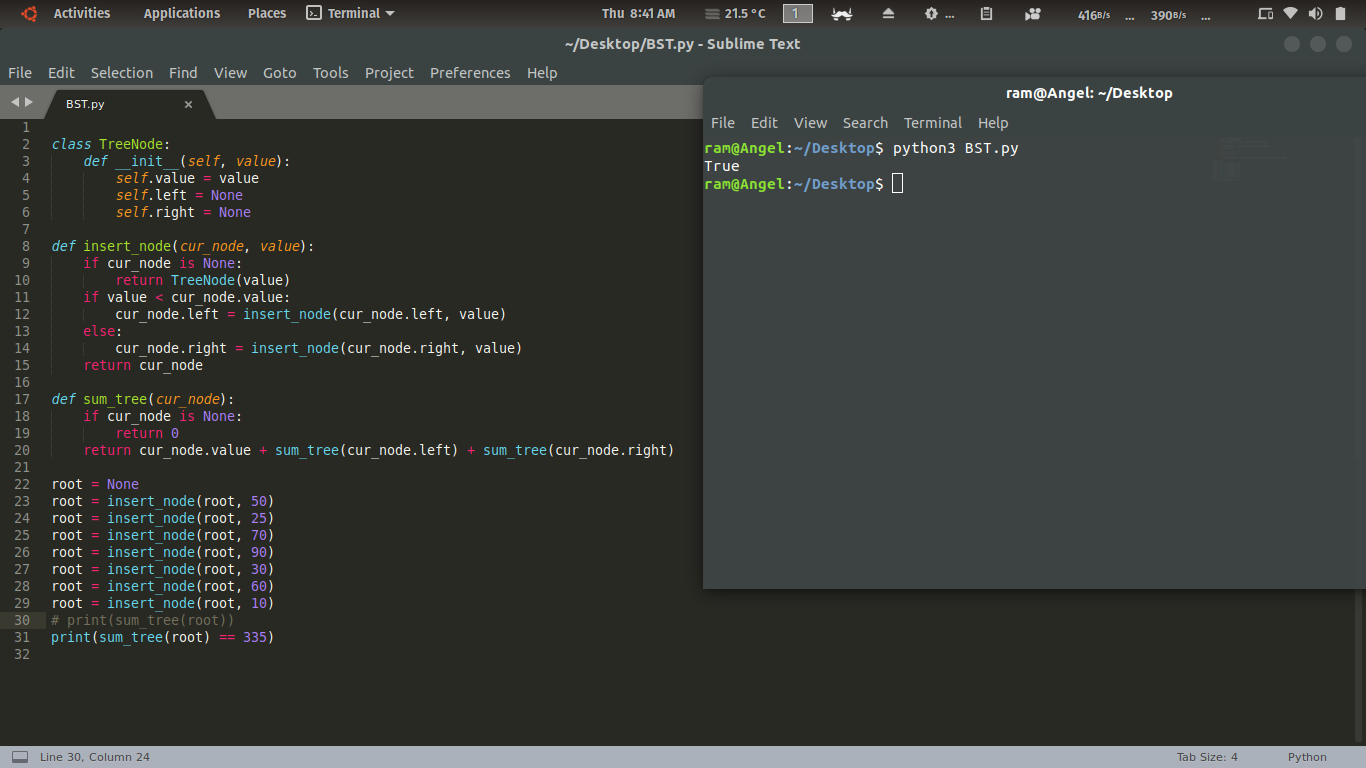 Activities Applications Places Terminal Thu 8:41 AM 21.5 °C 1 ... 416B/s ... 390B/s ...
~/Desktop/BST.py - Sublime Text
File Edit Selection Find View Goto Tools Project Preferences Help
BST.py ×
1
2 class TreeNode:
3     def __init__(self, value):
4         self.value = value
5         self.left = None
6         self.right = None
7
8 def insert_node(cur_node, value):
9     if cur_node is None:
10         return TreeNode(value)
11     if value < cur_node.value:
12         cur_node.left = insert_node(cur_node.left, value)
13     else:
14         cur_node.right = insert_node(cur_node.right, value)
15     return cur_node
16
17 def sum_tree(cur_node):
18     if cur_node is None:
19         return 0
20     return cur_node.value + sum_tree(cur_node.left) + sum_tree(cur_node.right)
21
22 root = None
23 root = insert_node(root, 50)
24 root = insert_node(root, 25)
25 root = insert_node(root, 70)
26 root = insert_node(root, 90)
27 root = insert_node(root, 30)
28 root = insert_node(root, 60)
29 root = insert_node(root, 10)
30 # print(sum_tree(root))
31 print(sum_tree(root) == 335)
32
ram@Angel: ~/Desktop
File Edit View Search Terminal Help
ram@Angel:~/Desktop$ python3 BST.py
True
ram@Angel:~/Desktop$
Line 30, Column 24 Tab Size: 4 Python